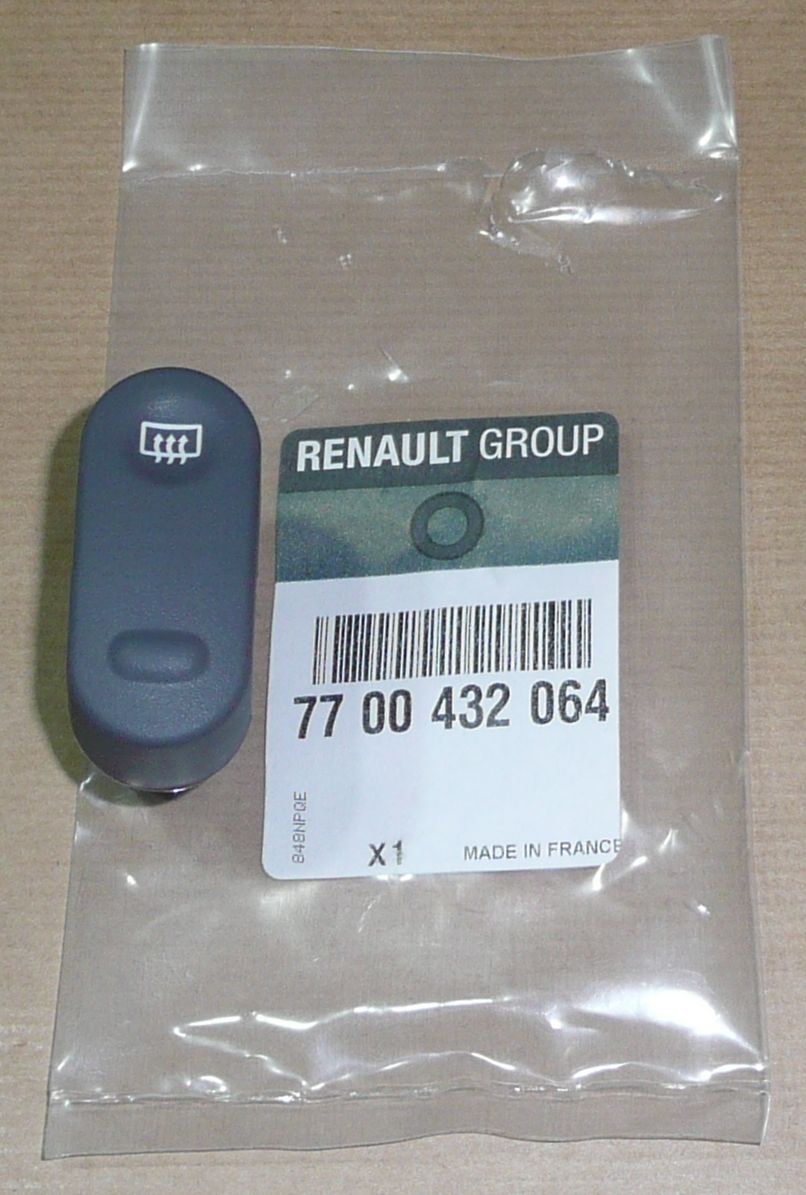 RENAULT GROUP
77 00 432 064
848NPQE
X1
MADE IN FRANCE